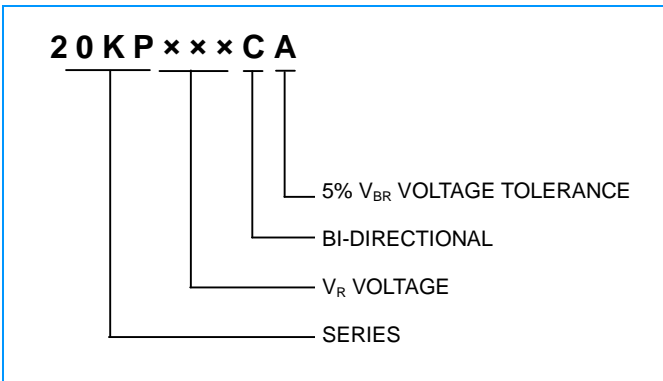 20KP×××CA
5% VBR VOLTAGE TOLERANCE
BI-DIRECTIONAL
VR VOLTAGE
SERIES